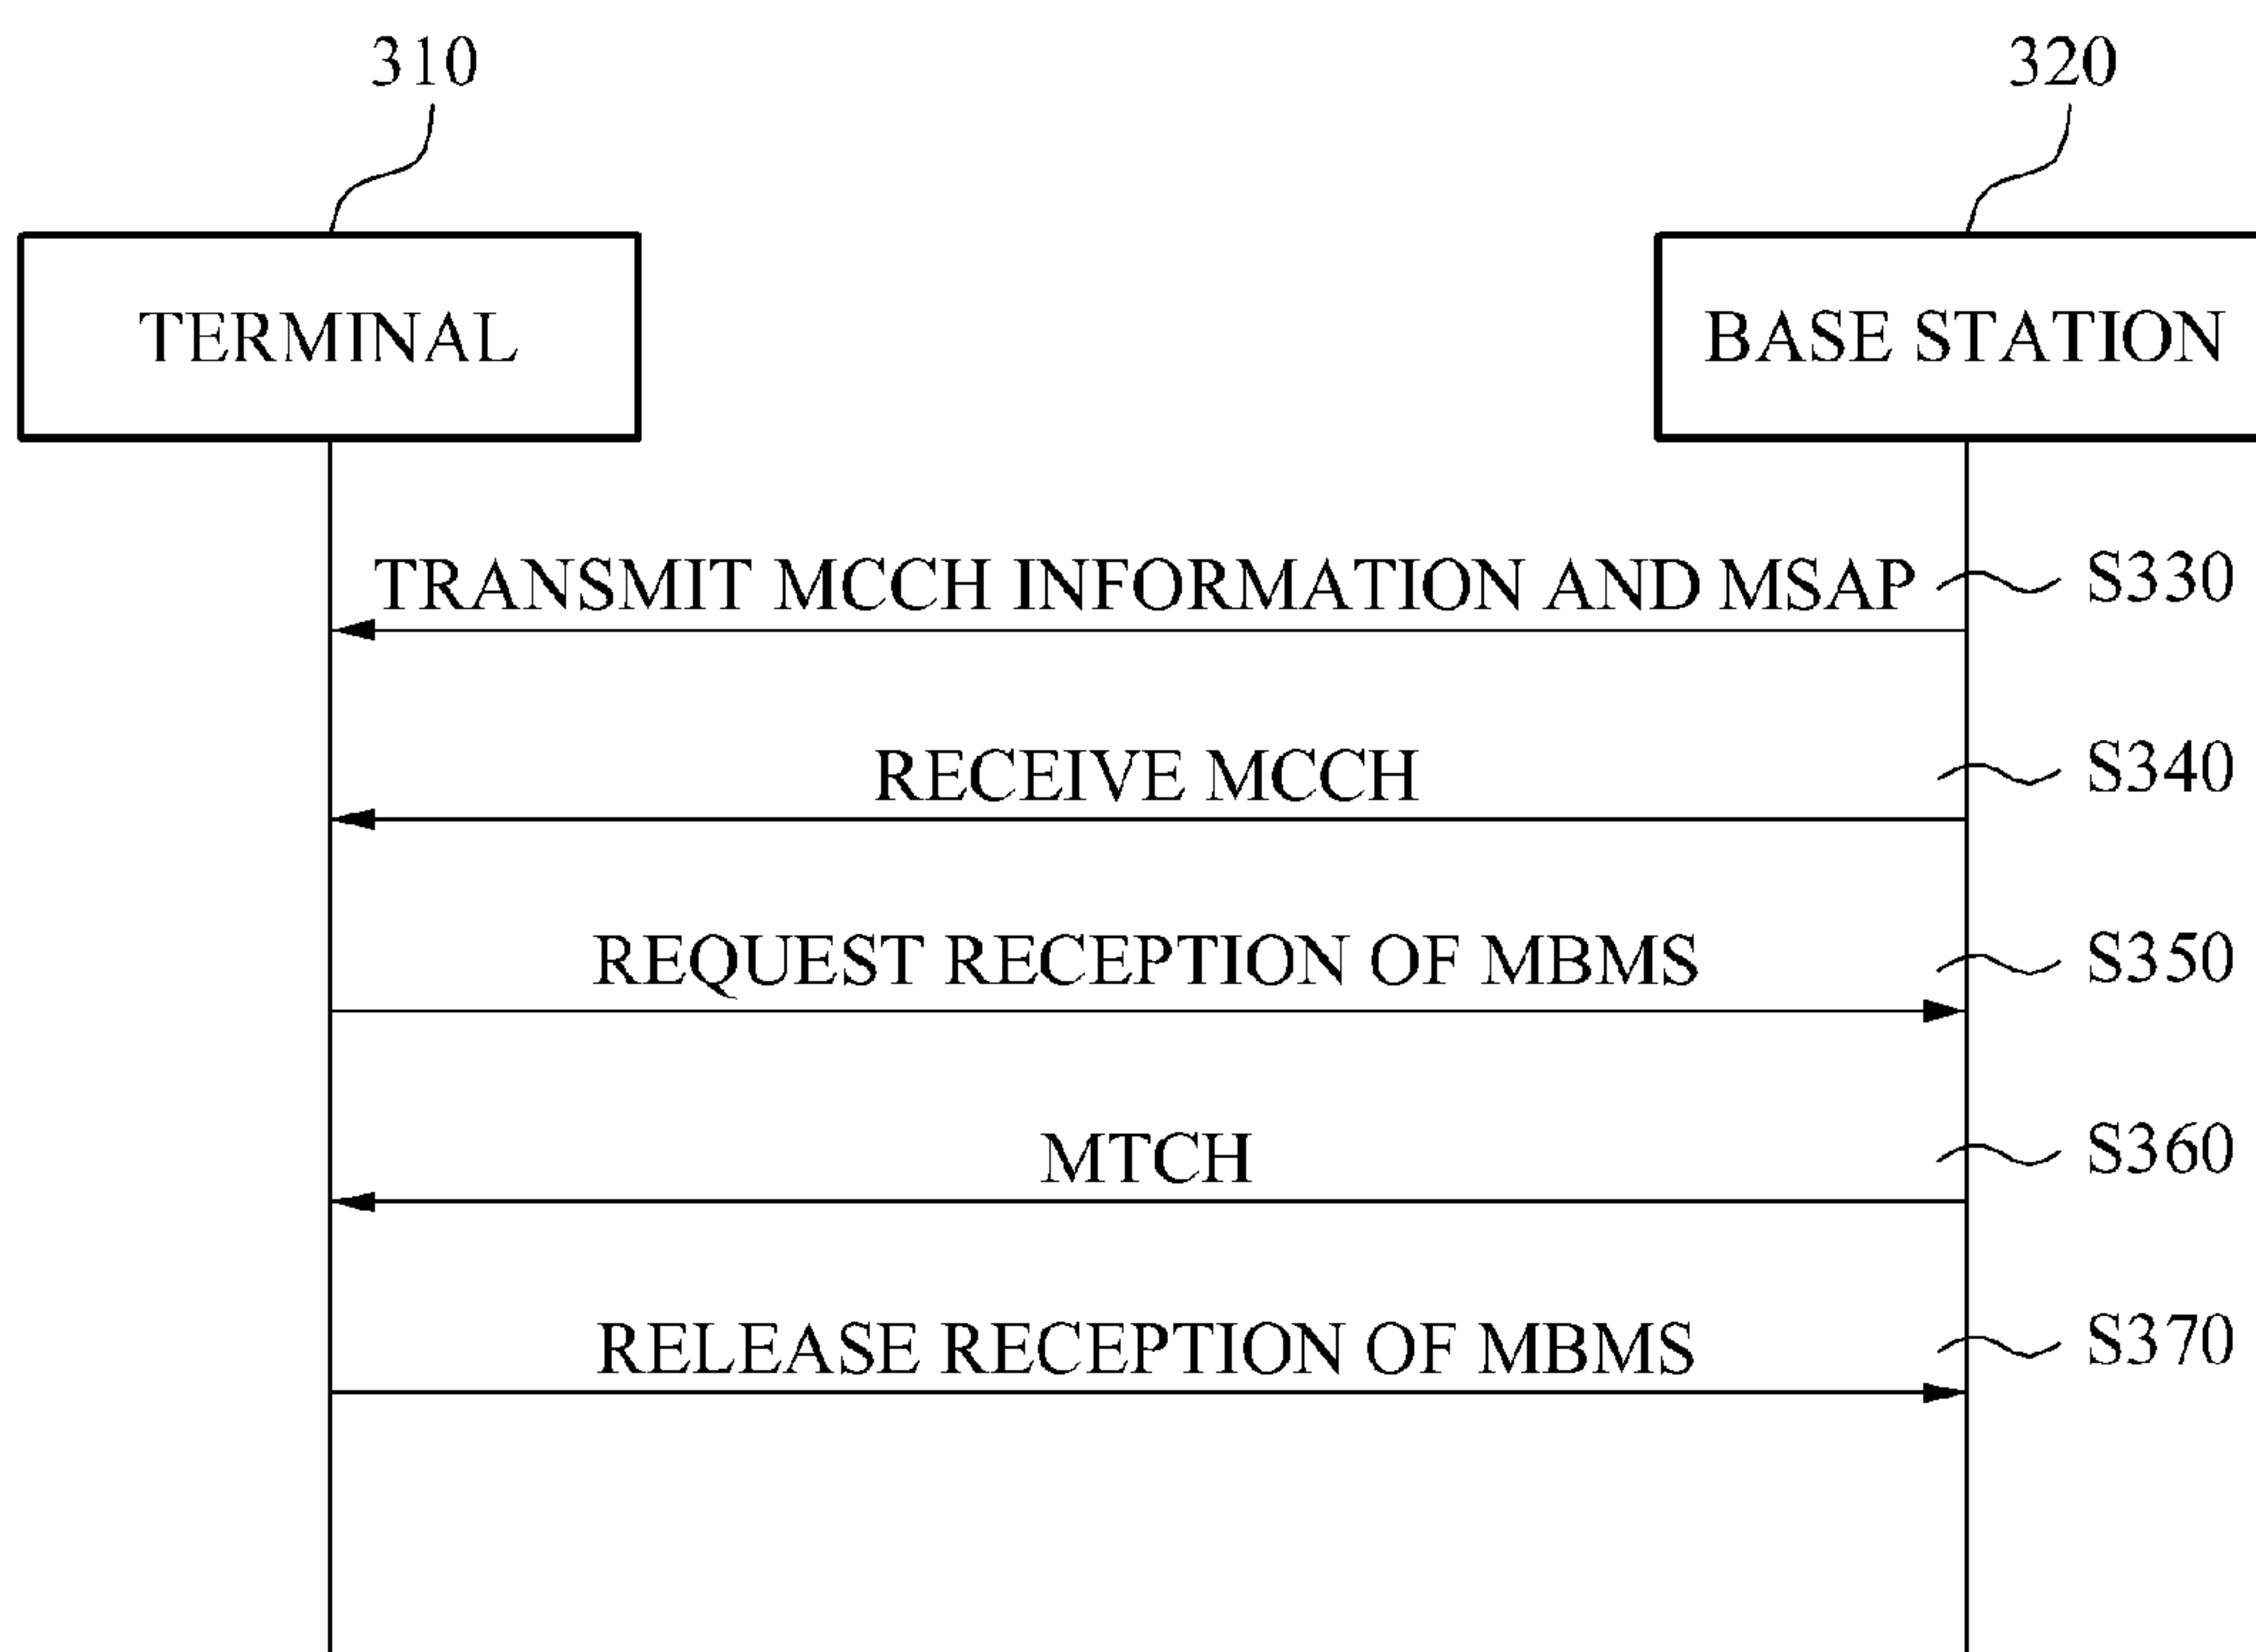 310
320
TERMINAL
BASE STATION
TRANSMIT MCCH INFORMATION AND MSAP
S330
RECEIVE MCCH
S340
REQUEST RECEPTION OF MBMS
S350
MTCH
S360
RELEASE RECEPTION OF MBMS
S370